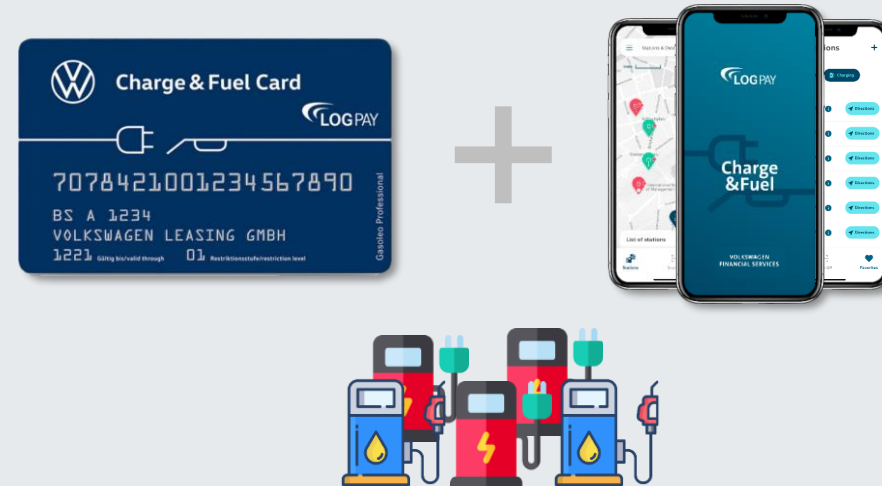 Charge & Fuel Card
LOGPAY
7078421001234567890
BS A 1234
VOLKSWAGEN LEASING GMBH
1221 Gültig bis/valid through 01 Restriktionsstufe/restriction level
Gasoleo Professional
List of stations
Stations
LOGPAY
Charge
&Fuel
VOLKSWAGEN
FINANCIAL SERVICES
Charging
Directions
Directions
Directions
Directions
Directions
Directions
Favorites